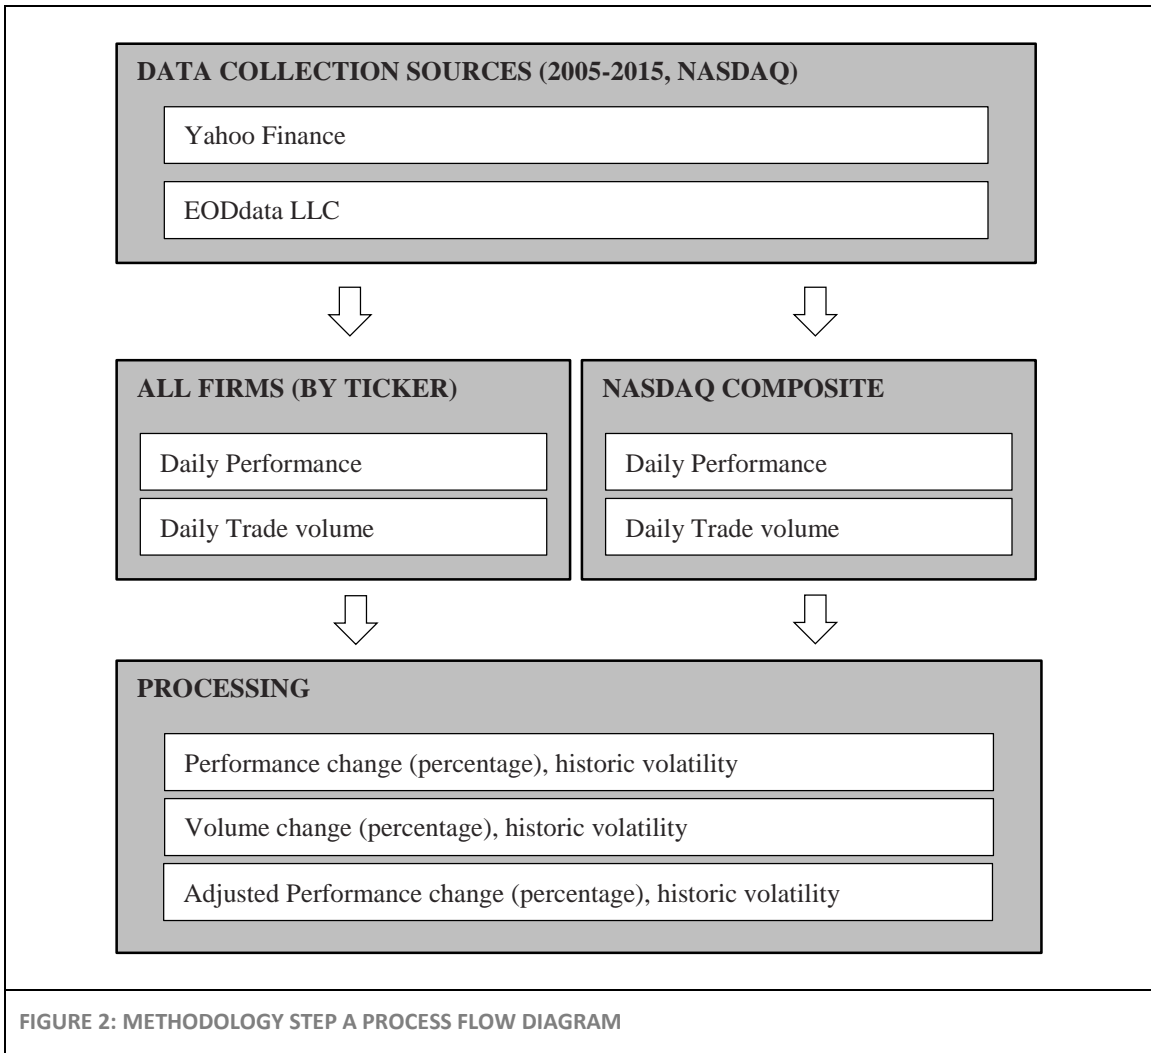 DATA COLLECTION SOURCES (2005-2015, NASDAQ)
Yahoo Finance
EODdata LLC
ALL FIRMS (BY TICKER)
Daily Performance
Daily Trade volume
NASDAQ COMPOSITE
Daily Performance
Daily Trade volume
PROCESSING
Performance change (percentage), historic volatility
Volume change (percentage), historic volatility
Adjusted Performance change (percentage), historic volatility
FIGURE 2: METHODOLOGY STEP A PROCESS FLOW DIAGRAM